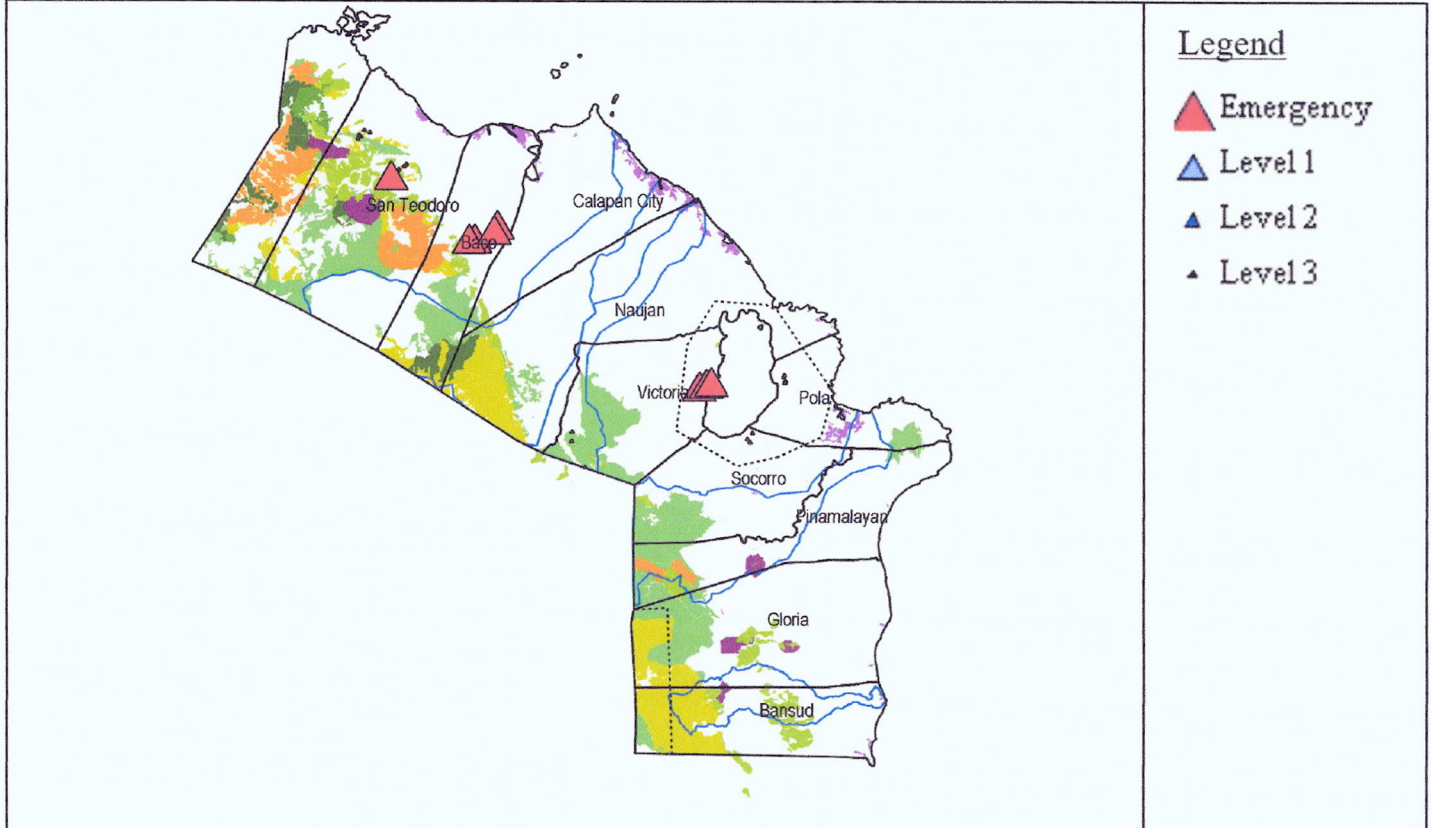 Legend
Emergency
Level 1
Level 2
Level 3
Calapan City
San Teodoro
Baco
Naujan
Victoria
Pola
Socorro
Pinamalayan
Gloria
Bansud